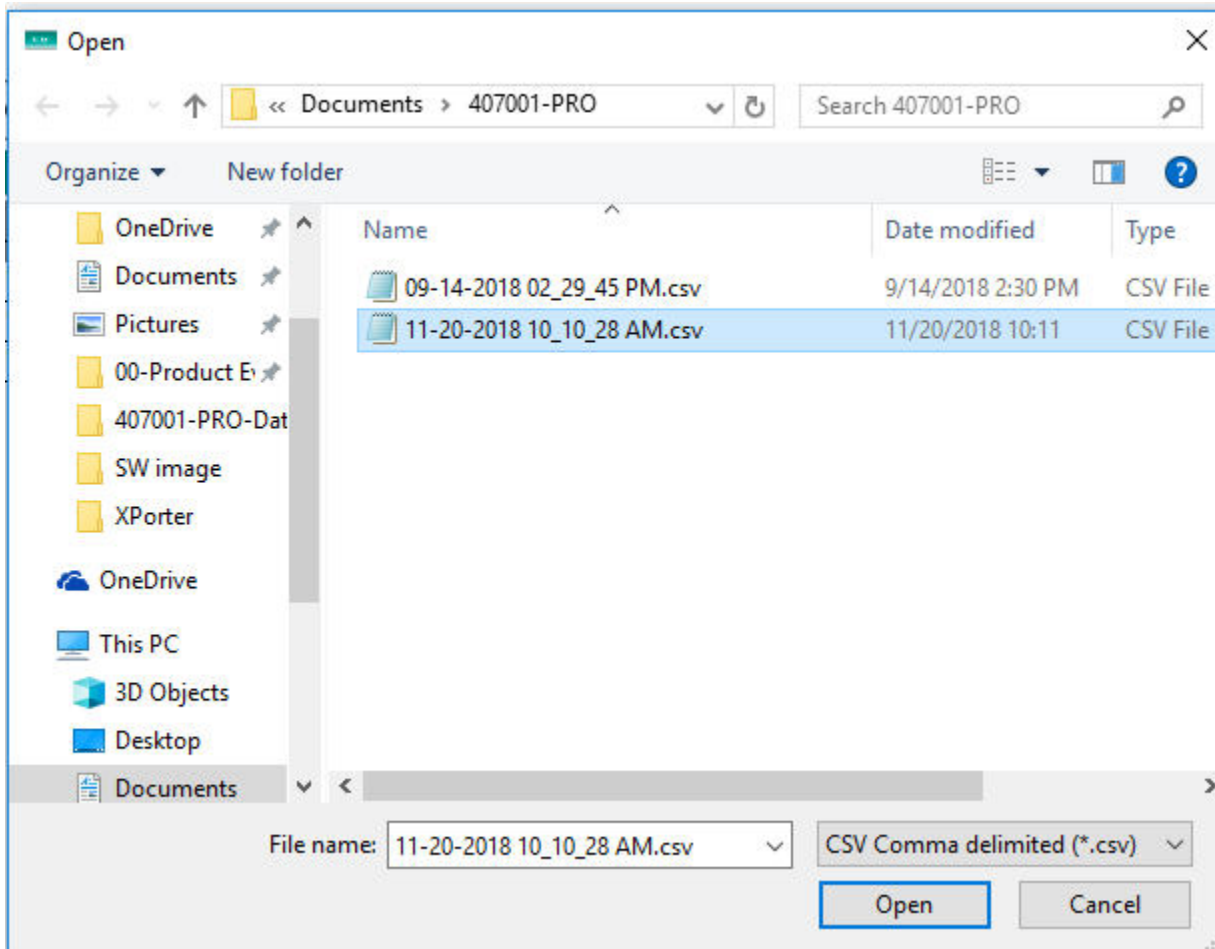 Open
« Documents › 407001-PRO
Search 407001-PRO
Organize
New folder
Name
Date modified
Type
OneDrive
Documents
Pictures
00-Product
407001-PRO-Dat
SW image
XPorter
OneDrive
This PC
3D Objects
Desktop
Documents
09-14-2018 02_29_45 PM.csv 9/14/2018 2:30 PM CSV File
11-20-2018 10_10_28 AM.csv 11/20/2018 10:11 CSV File
File name: 11-20-2018 10_10_28 AM.csv
CSV Comma delimited (*.csv)
Open
Cancel